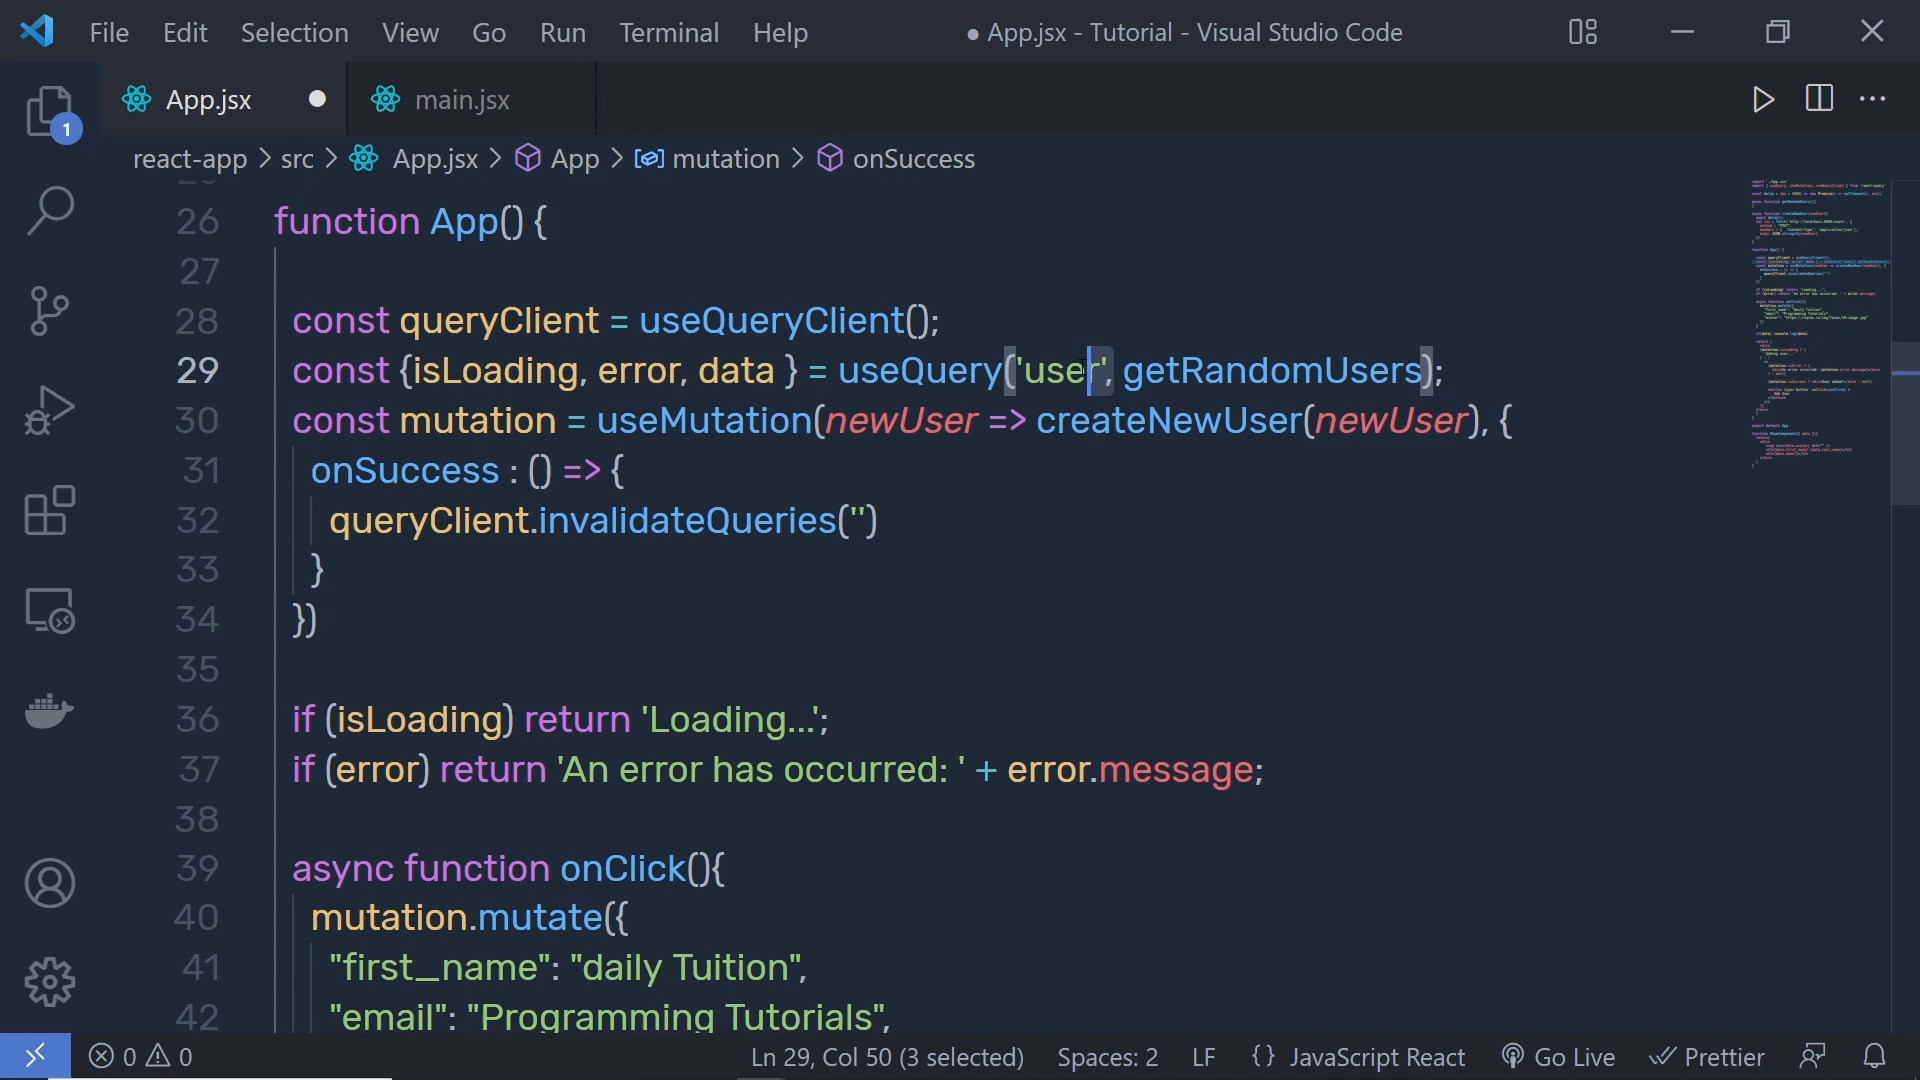 File Edit Selection View Go Run Terminal Help ● App.jsx - Tutorial - Visual Studio Code
App.jsx ● main.jsx
react-app > src > App.jsx > App > mutation > onSuccess
1
26 function App() {
27
28 const queryClient = useQueryClient();
29 const {isLoading, error, data } = useQuery('user', getRandomUsers);
30 const mutation = useMutation(newUser => createNewUser(newUser), {
31 onSuccess : () => {
32 queryClient.invalidateQueries('')
33 }
34 })
35
36 if (isLoading) return 'Loading...';
37 if (error) return 'An error has occurred: ' + error.message;
38
39 async function onClick(){
40 mutation.mutate({
41 "first_name": "daily Tuition",
42 "email": "Programming Tutorials",
0 0 Ln 29, Col 50 (3 selected) Spaces: 2 LF {} JavaScript React Go Live Prettier